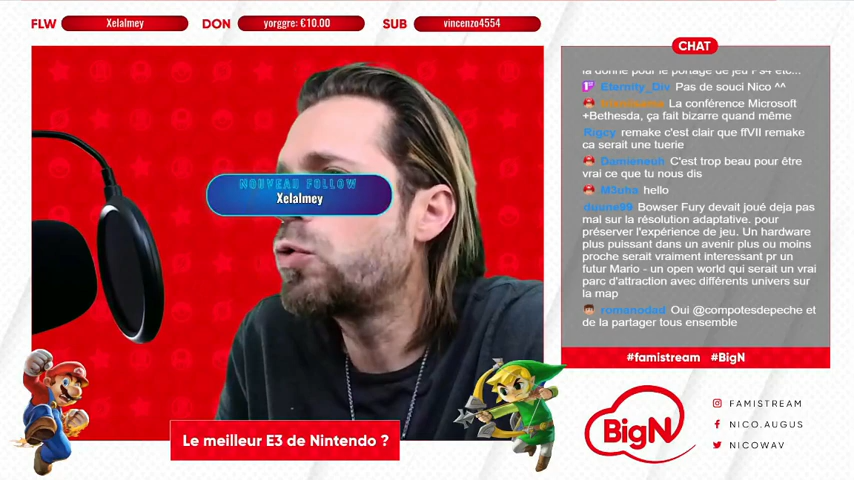 FLW Xelalmey DON yorggre: €10.00 SUB vincenzo4554
CHAT
la donne pour le portage de jeu Ps4 etc...
Eternity_Div Pas de souci Nico ^^
La conférence Microsoft
+Bethesda, ça fait bizarre quand même
Rigcy remake c'est clair que ffVII remake
ca serait une tuerie
Damieneuh C'est trop beau pour être
vrai ce que tu nous dis
hello
Bowser Fury devait joué deja pas
mal sur la résolution adaptative. pour
préserver l'expérience de jeu. Un hardware
plus puissant dans un avenir plus ou moins
proche serait vraiment interessant pr un
futur Mario - un open world qui serait un vrai
parc d'attraction avec différents univers sur
la map
romanodad Oui @compotesdepeche et
de la partager tous ensemble
NOUVEAU FOLLOW
Xelalmey
#famistream #BigN
Le meilleur E3 de Nintendo ?
BigN
FAMISTREAM
NICO.AUGUS
NICOWAV